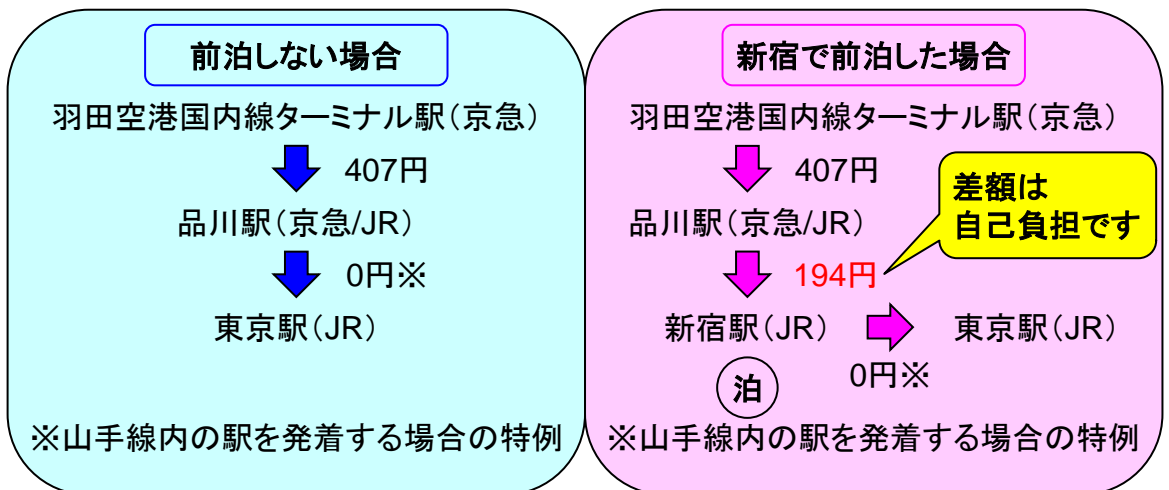 前泊しない場合
羽田空港国内線ターミナル駅(京急)
407円
品川駅(京急/JR)
0円※
東京駅(JR)
※山手線内の駅を発着する場合の特例
新宿で前泊した場合
羽田空港国内線ターミナル駅(京急)
407円
差額は
自己負担です
品川駅(京急/JR)
194円
新宿駅(JR)
東京駅(JR)
0円※
泊
※山手線内の駅を発着する場合の特例